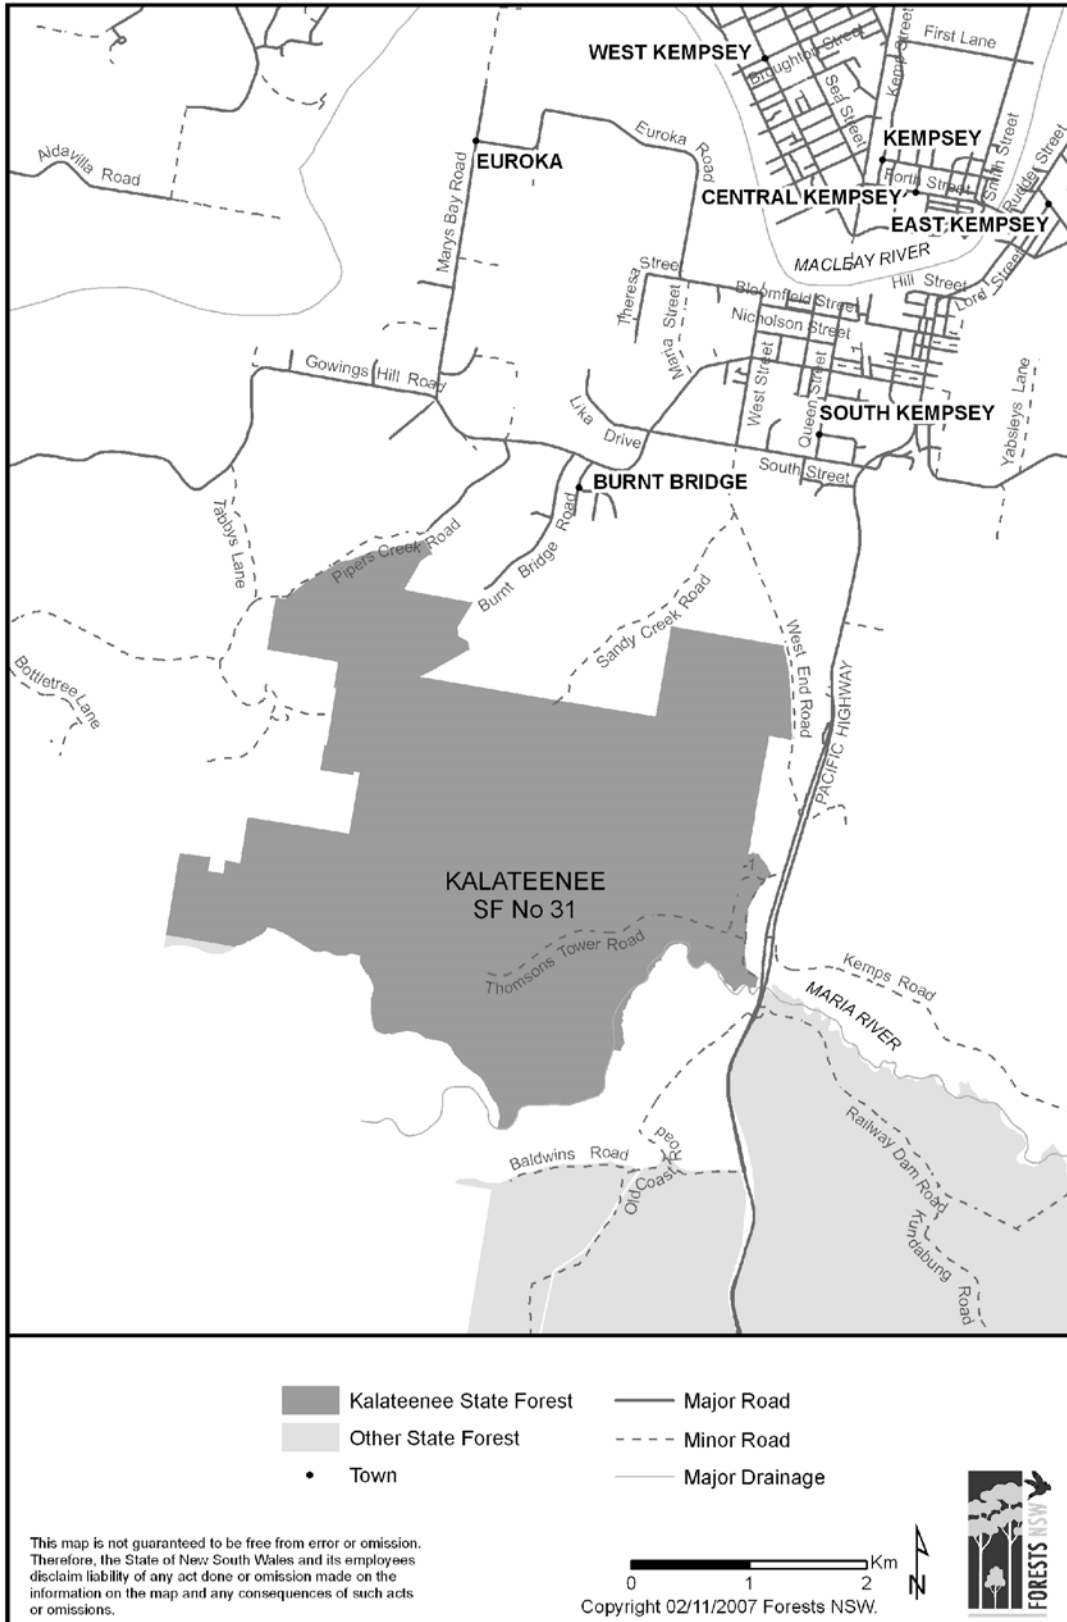 WEST KEMPSEY
Broughton Street
Sea Street
Kemp Street
First Lane
Aldavilla Road
EUROKA
Euroka Road
Marys Bay Road
KEMPSEY
Forth Street
Smith Street
Rudder Street
CENTRAL KEMPSEY
EAST KEMPSEY
MACLEAY RIVER
Hill Street
Lord Street
Theresa Street
Maria Street
Bloomfield Street
Nicholson Street
Gowings Hill Road
West Street
Queen Street
SOUTH KEMPSEY
Yabsleys Lane
Lika Drive
South Street
BURNT BRIDGE
Tabbys Lane
Pipers Creek Road
Burnt Bridge Road
Sandy Creek Road
West End Road
PACIFIC HIGHWAY
Bottletree Lane
KALATEENEE
SF No 31
Thomsons Tower Road
Kemps Road
MARIA RIVER
Baldwins Road
Old Coast Road
Railway Dam Road
Kundabung Road
Kalateenee State Forest
Other State Forest
Town
Major Road
Minor Road
Major Drainage
This map is not guaranteed to be free from error or omission.
Therefore, the State of New South Wales and its employees
disclaim liability of any act done or omission made on the
information on the map and any consequences of such acts
or omissions.
Km
0 1 2
Copyright 02/11/2007 Forests NSW.
N
FORESTS NSW